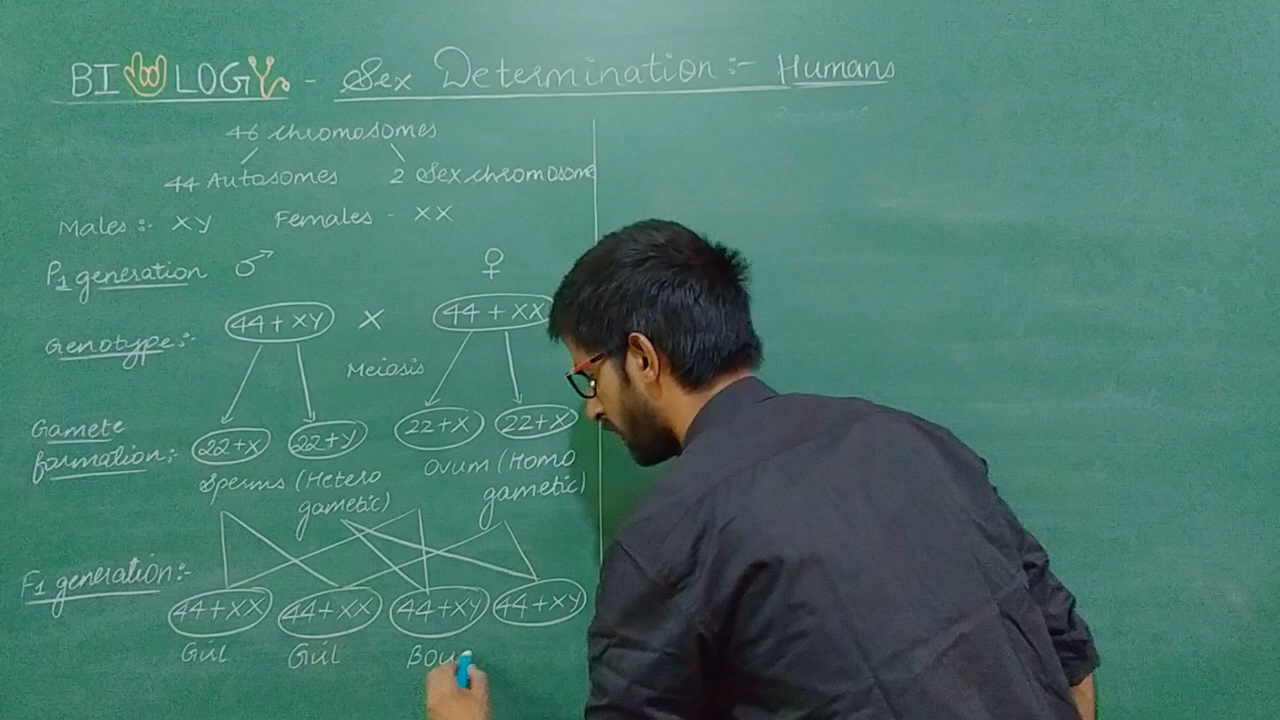 BIOLOGY - Sex Determination :- Humans
46 chromosomes
44 Autosomes 2 Sex chromosome
Males :- XY Females - XX
P1 generation ♂ ♀
Genotype :- 44 + XY X 44 + XX
Meiosis
Gamete formation :- 22+X 22+Y 22+X 22+X
Sperms (Hetero gametic) Ovum (Homo gametic)
F1 generation :-
44+XX 44+XX 44+XY 44+XY
Girl Girl Boy